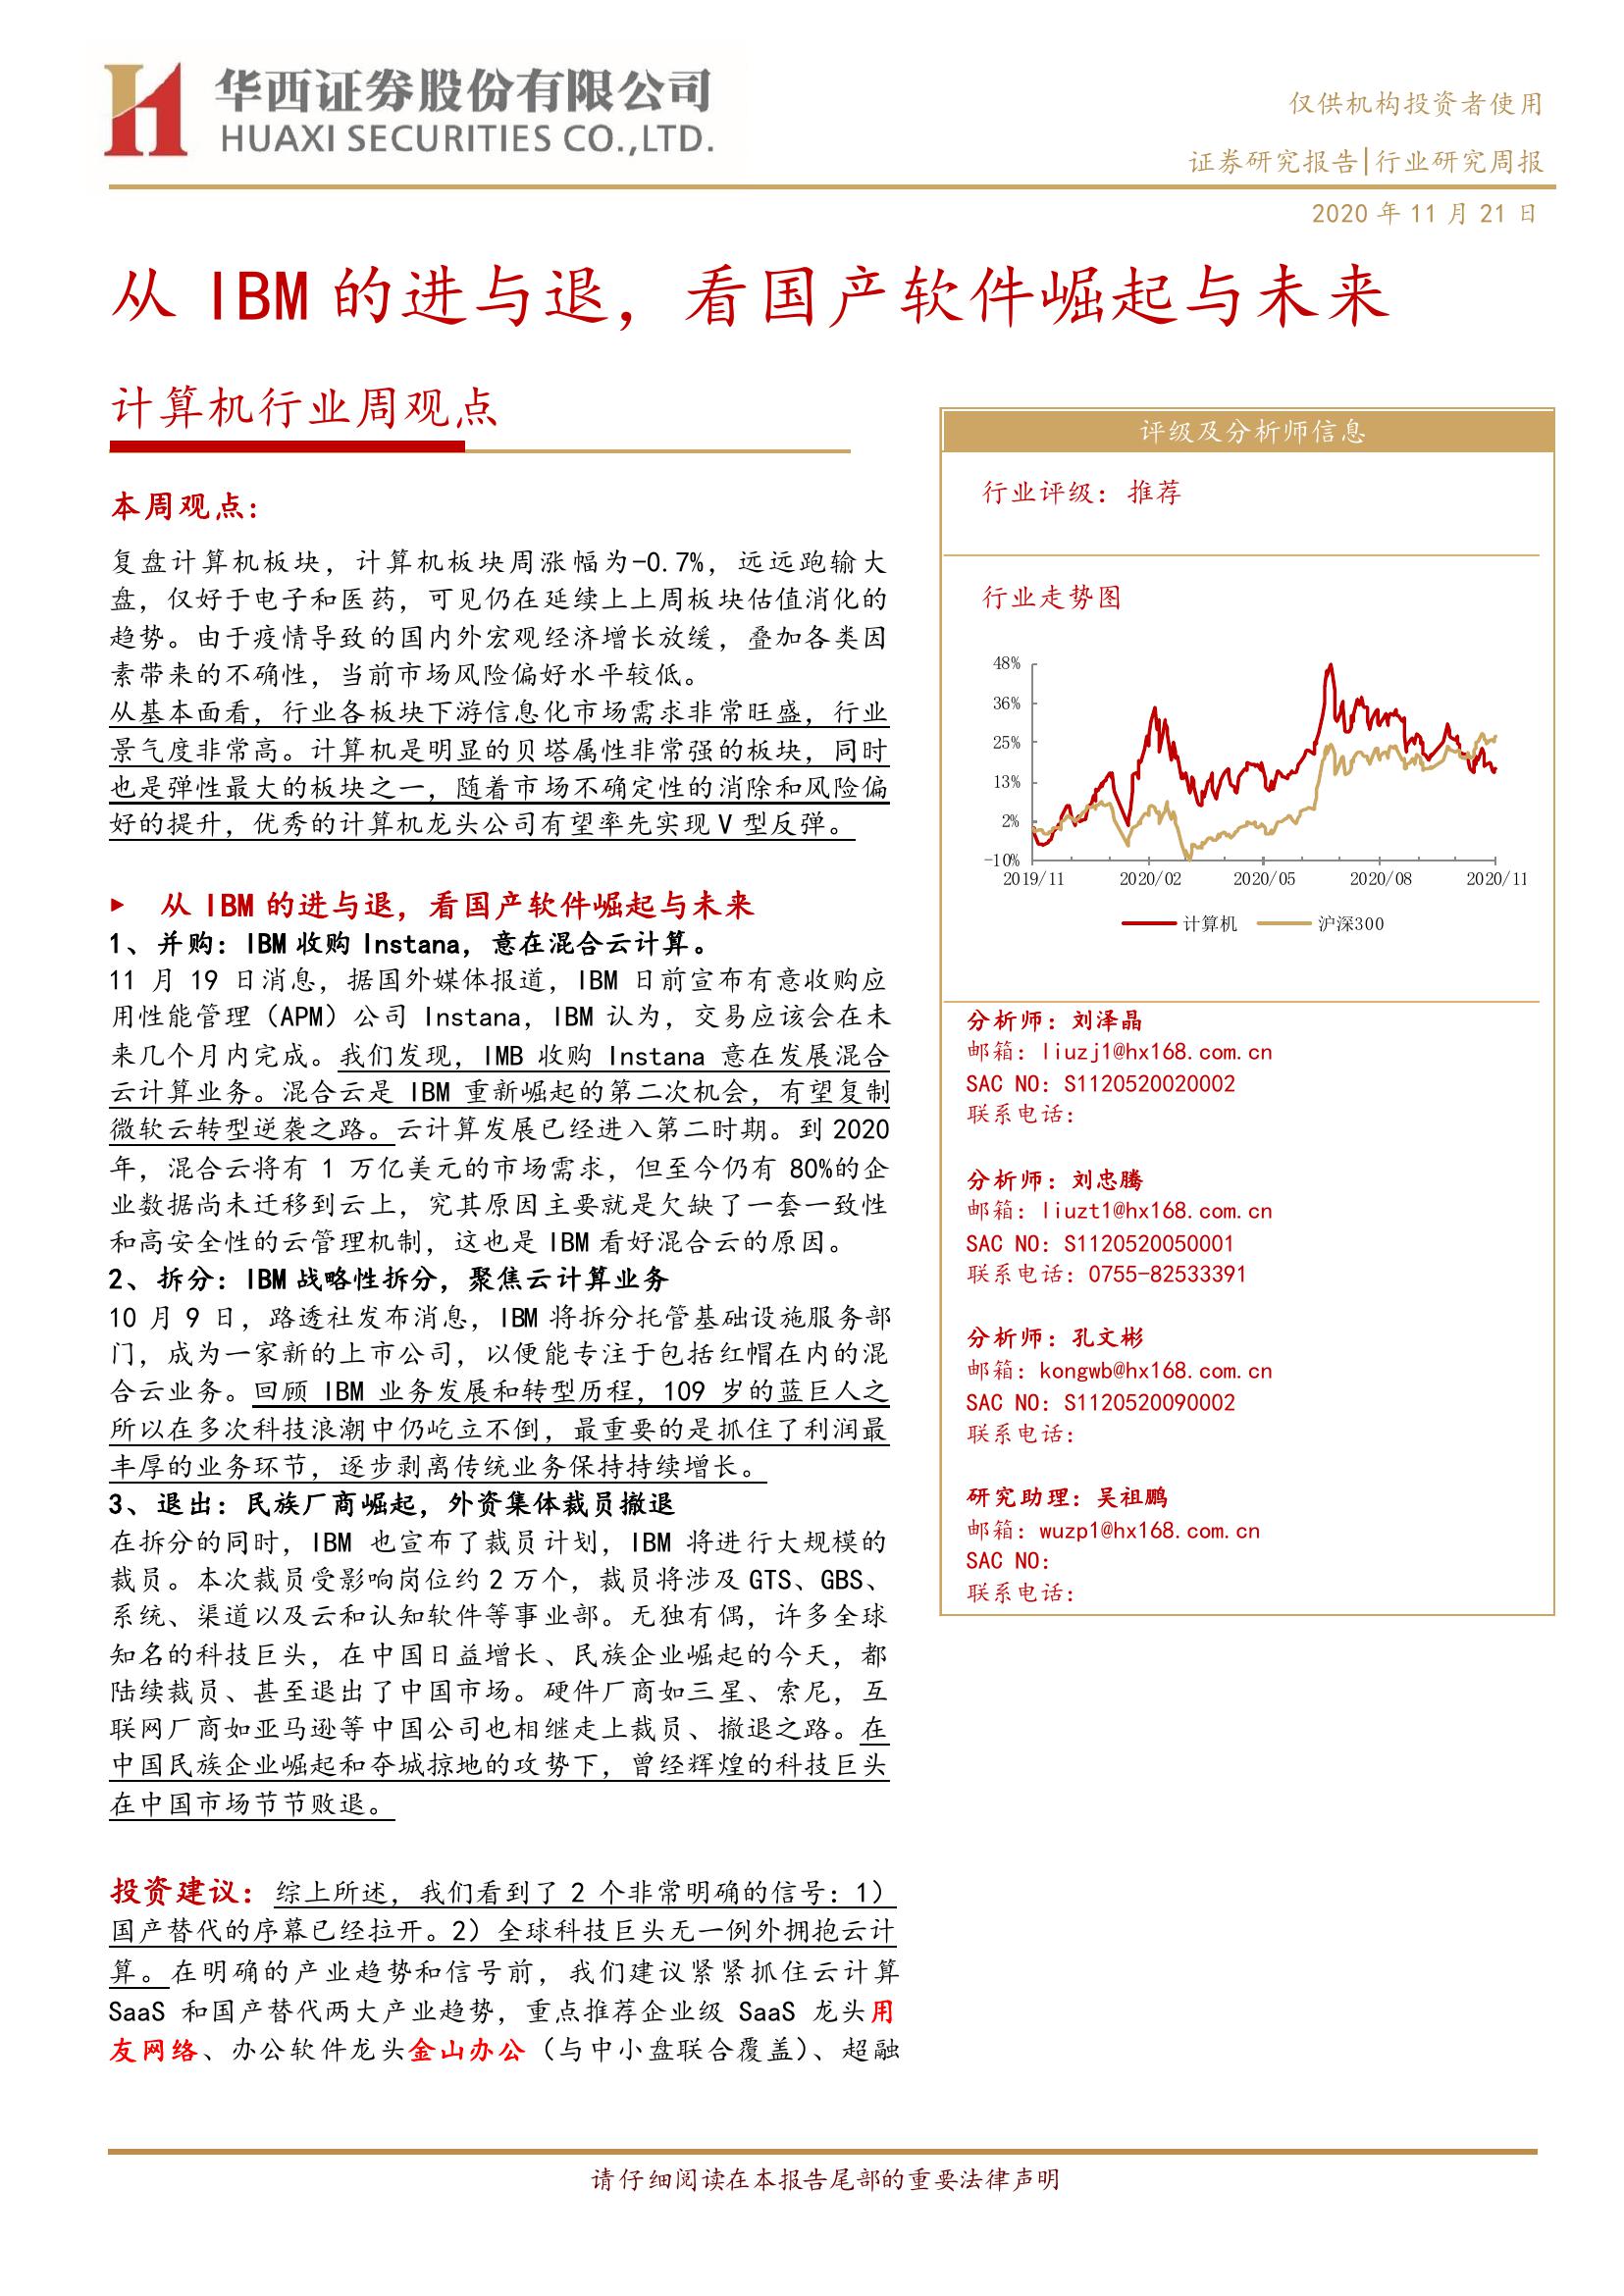 华西证券股份有限公司
HUAXI SECURITIES CO.,LTD.
仅供机构投资者使用
证券研究报告|行业研究周报
2020 年 11 月 21 日
从 IBM 的进与退，看国产软件崛起与未来
计算机行业周观点
本周观点：
复盘计算机板块，计算机板块周涨幅为-0.7%，远远跑输大
盘，仅好于电子和医药，可见仍在延续上上周板块估值消化的
趋势。由于疫情导致的国内外宏观经济增长放缓，叠加各类因
素带来的不确性，当前市场风险偏好水平较低。
从基本面看，行业各板块下游信息化市场需求非常旺盛，行业
景气度非常高。计算机是明显的贝塔属性非常强的板块，同时
也是弹性最大的板块之一，随着市场不确定性的消除和风险偏
好的提升，优秀的计算机龙头公司有望率先实现 V 型反弹。
► 从 IBM 的进与退，看国产软件崛起与未来
1、并购：IBM 收购 Instana，意在混合云计算。
11 月 19 日消息，据国外媒体报道，IBM 日前宣布有意收购应
用性能管理（APM）公司 Instana，IBM 认为，交易应该会在未
来几个月内完成。我们发现，IMB 收购 Instana 意在发展混合
云计算业务。混合云是 IBM 重新崛起的第二次机会，有望复制
微软云转型逆袭之路。云计算发展已经进入第二时期。到 2020
年，混合云将有 1 万亿美元的市场需求，但至今仍有 80%的企
业数据尚未迁移到云上，究其原因主要就是欠缺了一套一致性
和高安全性的云管理机制，这也是 IBM 看好混合云的原因。
2、拆分：IBM 战略性拆分，聚焦云计算业务
10 月 9 日，路透社发布消息，IBM 将拆分托管基础设施服务部
门，成为一家新的上市公司，以便能专注于包括红帽在内的混
合云业务。回顾 IBM 业务发展和转型历程，109 岁的蓝巨人之
所以在多次科技浪潮中仍屹立不倒，最重要的是抓住了利润最
丰厚的业务环节，逐步剥离传统业务保持持续增长。
3、退出：民族厂商崛起，外资集体裁员撤退
在拆分的同时，IBM 也宣布了裁员计划，IBM 将进行大规模的
裁员。本次裁员受影响岗位约 2 万个，裁员将涉及 GTS、GBS、
系统、渠道以及云和认知软件等事业部。无独有偶，许多全球
知名的科技巨头，在中国日益增长、民族企业崛起的今天，都
陆续裁员、甚至退出了中国市场。硬件厂商如三星、索尼，互
联网厂商如亚马逊等中国公司也相继走上裁员、撤退之路。在
中国民族企业崛起和夺城掠地的攻势下，曾经辉煌的科技巨头
在中国市场节节败退。
投资建议：综上所述，我们看到了 2 个非常明确的信号：1）
国产替代的序幕已经拉开。2）全球科技巨头无一例外拥抱云计
算。在明确的产业趋势和信号前，我们建议紧紧抓住云计算
SaaS 和国产替代两大产业趋势，重点推荐企业级 SaaS 龙头用
友网络、办公软件龙头金山办公（与中小盘联合覆盖）、超融
评级及分析师信息
行业评级：推荐
行业走势图
48%
36%
25%
13%
2%
-10%
2019/11 2020/02 2020/05 2020/08 2020/11
计算机 沪深300
分析师：刘泽晶
邮箱：liuzj1@hx168.com.cn
SAC NO：S1120520020002
联系电话：
分析师：刘忠腾
邮箱：liuzt1@hx168.com.cn
SAC NO：S1120520050001
联系电话：0755-82533391
分析师：孔文彬
邮箱：kongwb@hx168.com.cn
SAC NO：S1120520090002
联系电话：
研究助理：吴祖鹏
邮箱：wuzp1@hx168.com.cn
SAC NO：
联系电话：
请仔细阅读在本报告尾部的重要法律声明